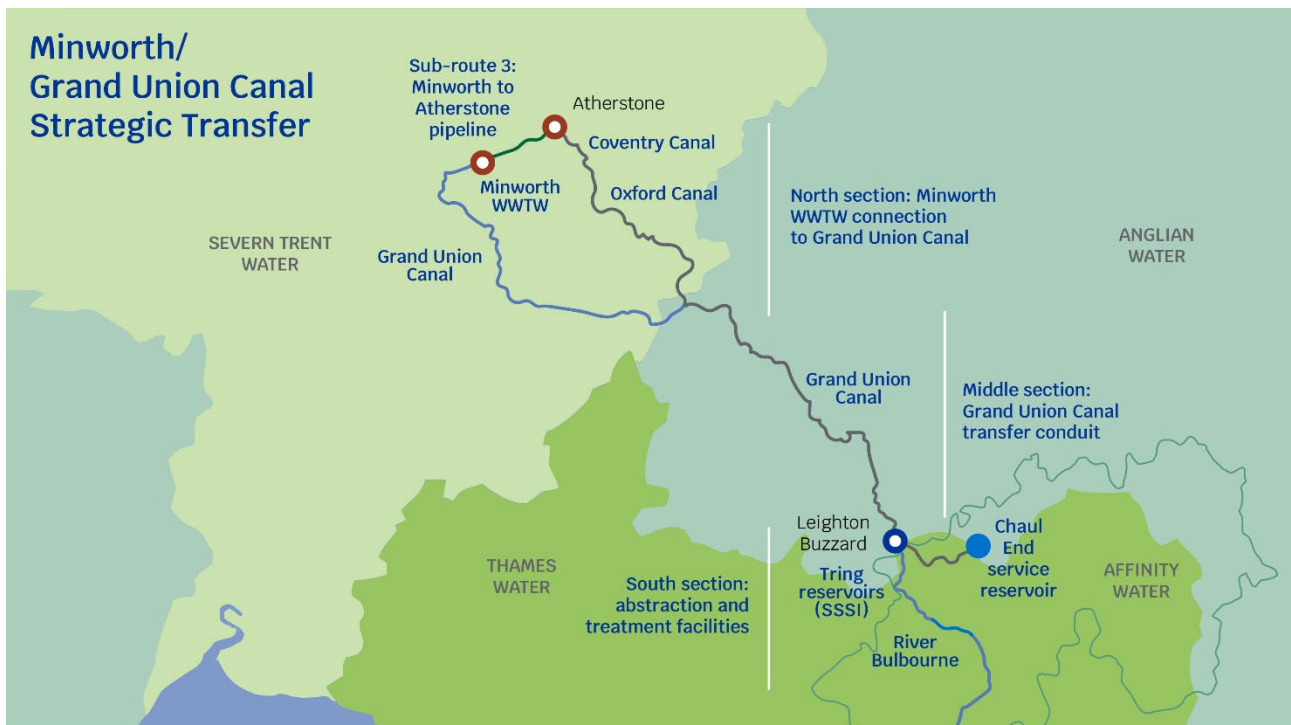 Minworth/
Grand Union Canal
Strategic Transfer
Sub-route 3:
Minworth to
Atherstone
pipeline
Atherstone
Coventry Canal
Minworth
WWTW
Oxford Canal
North section: Minworth
WWTW connection
to Grand Union Canal
SEVERN TRENT
WATER
Grand Union
Canal
ANGLIAN
WATER
Grand Union
Canal
Middle section:
Grand Union Canal
transfer conduit
Leighton
Buzzard
Chaul
End
service
reservoir
THAMES
WATER
South section:
abstraction and
treatment facilities
Tring
reservoirs
(SSSI)
AFFINITY
WATER
River
Bulbourne